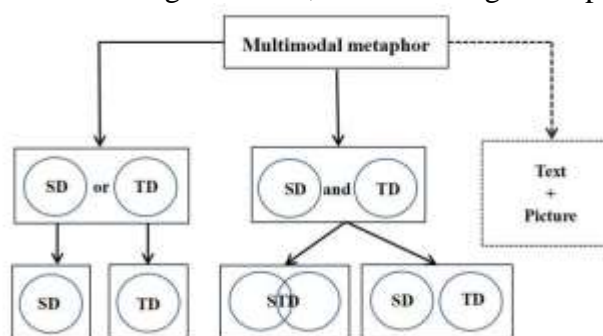 Multimodal metaphor
SD or TD
SD and TD
Text
+
Picture
SD
TD
STD
SD TD